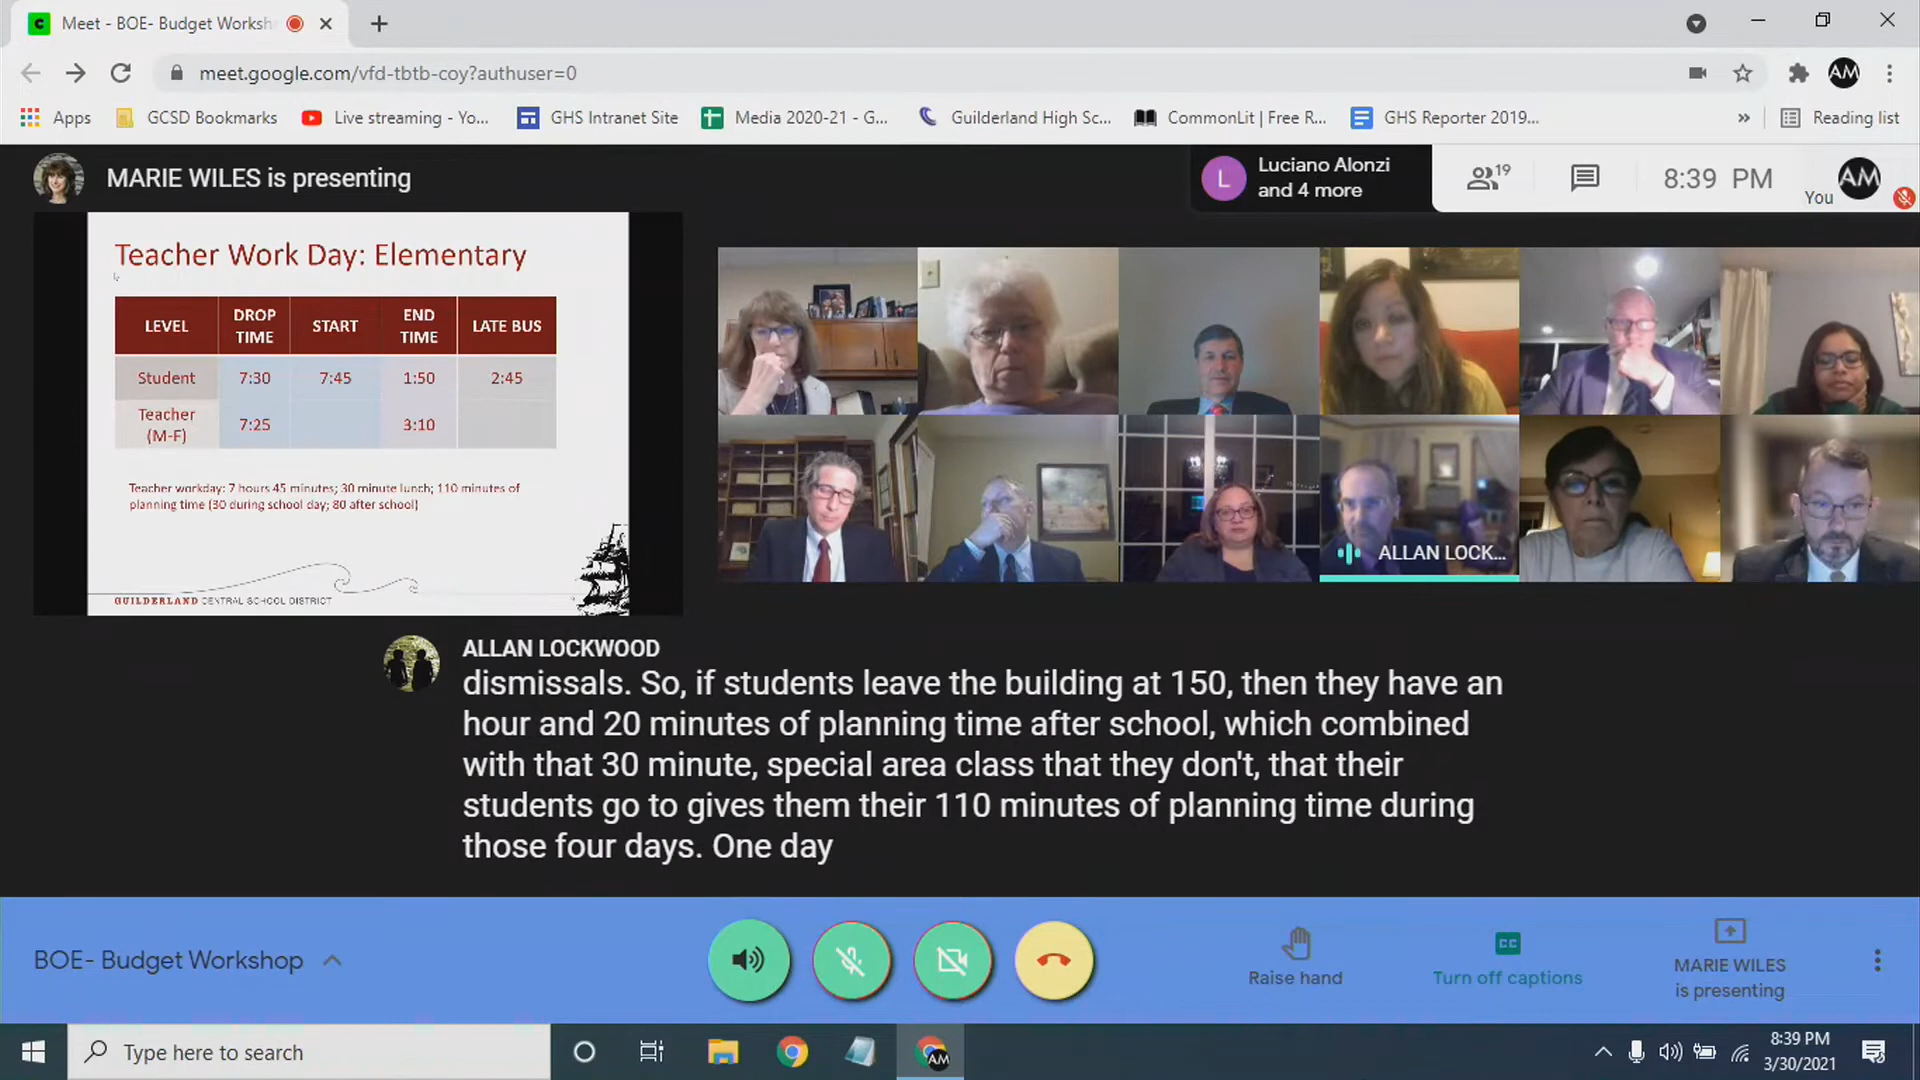 Meet - BOE- Budget Worksh
meet.google.com/vfd-tbtb-coy?authuser=0
AM
Apps
GCSD Bookmarks
Live streaming - Yo...
GHS Intranet Site
Media 2020-21 - G...
Guilderland High Sc...
CommonLit | Free R...
GHS Reporter 2019...
»
Reading list
MARIE WILES is presenting
L
Luciano Alonzi
and 4 more
19
8:39 PM
You
AM
Teacher Work Day: Elementary
LEVEL DROP TIME START END TIME LATE BUS
Student 7:30 7:45 1:50 2:45
Teacher (M-F) 7:25 3:10
Teacher workday: 7 hours 45 minutes; 30 minute lunch; 110 minutes of
planning time (30 during school day; 80 after school)
GUILDERLAND CENTRAL SCHOOL DISTRICT
ALLAN LOCK...
ALLAN LOCKWOOD
dismissals. So, if students leave the building at 150, then they have an
hour and 20 minutes of planning time after school, which combined
with that 30 minute, special area class that they don't, that their
students go to gives them their 110 minutes of planning time during
those four days. One day
BOE- Budget Workshop
Raise hand
CC
Turn off captions
MARIE WILES
is presenting
Type here to search
AM
8:39 PM
3/30/2021